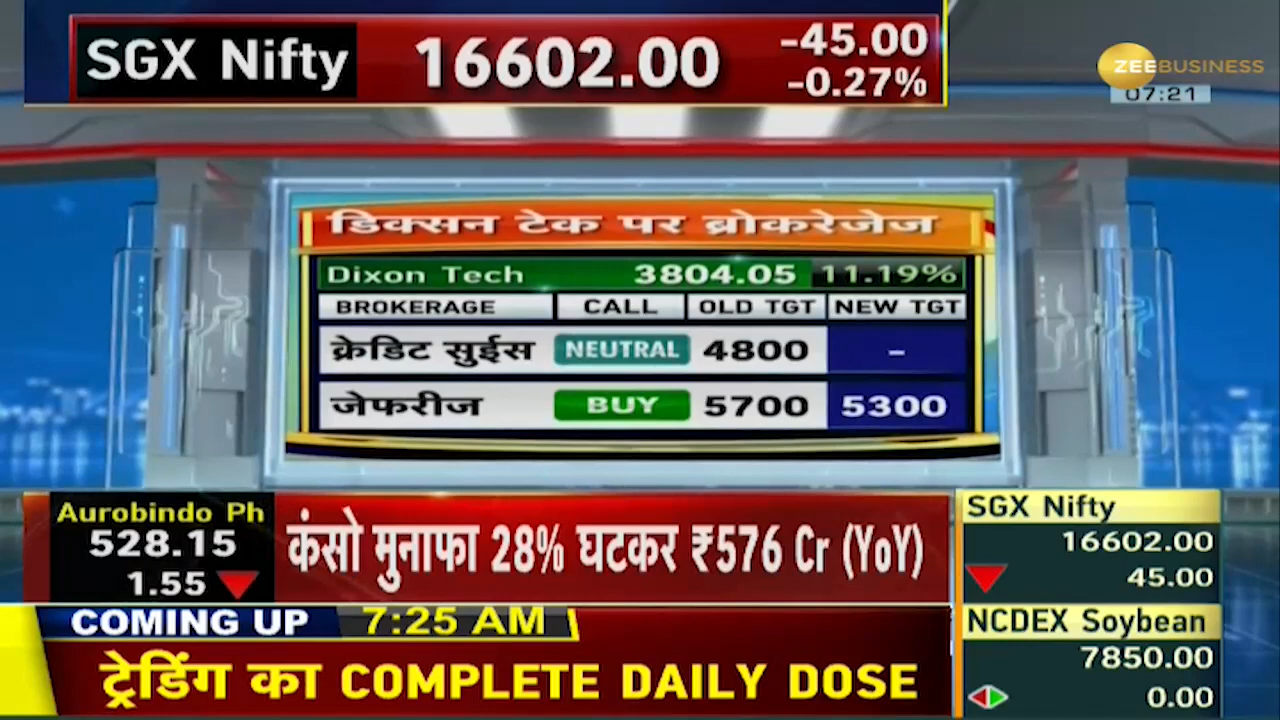 SGX Nifty 16602.00 -45.00
-0.27%
ZEEBUSINESS
07:21
डिक्सन टेक पर ब्रोकरेजेज
Dixon Tech 3804.05 11.19%
BROKERAGE CALL OLD TGT NEW TGT
क्रेडिट सुईस NEUTRAL 4800 –
जेफरीज BUY 5700 5300
Aurobindo Ph
528.15
1.55
कंसो मुनाफा 28% घटकर ₹576 Cr (YoY)
SGX Nifty
16602.00
45.00
COMING UP 7:25 AM
ट्रेडिंग का COMPLETE DAILY DOSE
NCDEX Soybean
7850.00
0.00